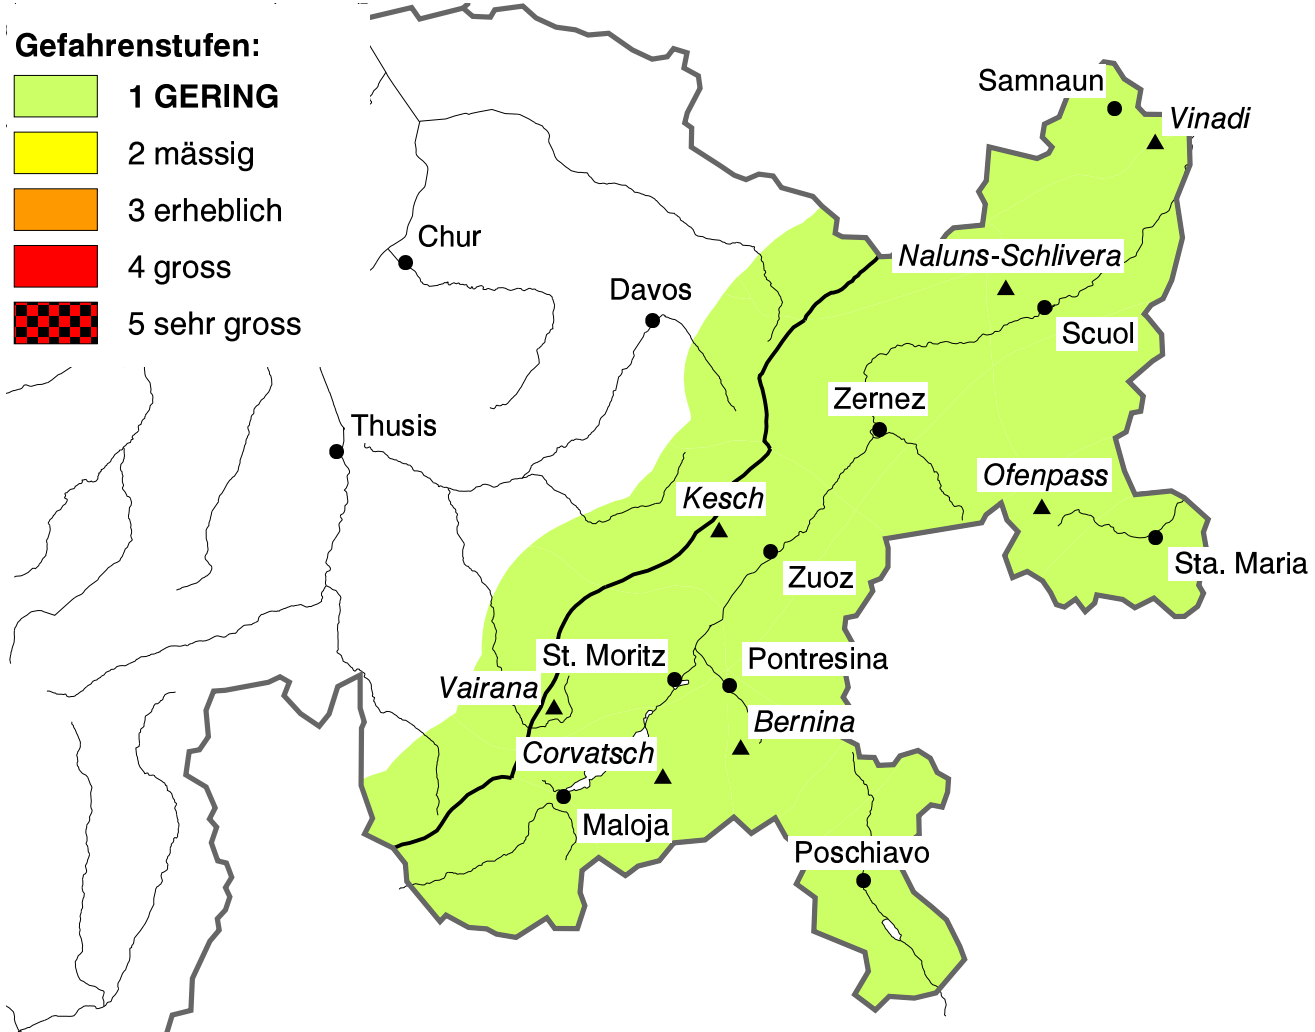 Gefahrenstufen:
1 GERING
2 mässig
3 erheblich
4 gross
5 sehr gross
Samnaun
Vinadi
Chur
Naluns-Schlivera
Davos
Scuol
Zernez
Thusis
Ofenpass
Kesch
Sta. Maria
Zuoz
St. Moritz
Pontresina
Vairana
Bernina
Corvatsch
Maloja
Poschiavo